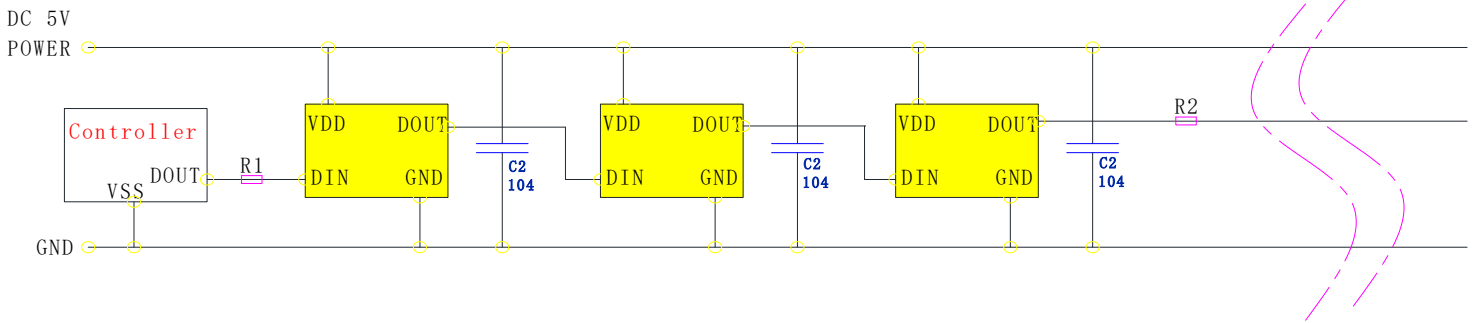 DC 5V
POWER
Controller
DOUT
VSS
R1
VDD
DOUT
DIN
GND
C2
104
VDD
DOUT
DIN
GND
C2
104
VDD
DOUT
DIN
GND
C2
104
R2
GND